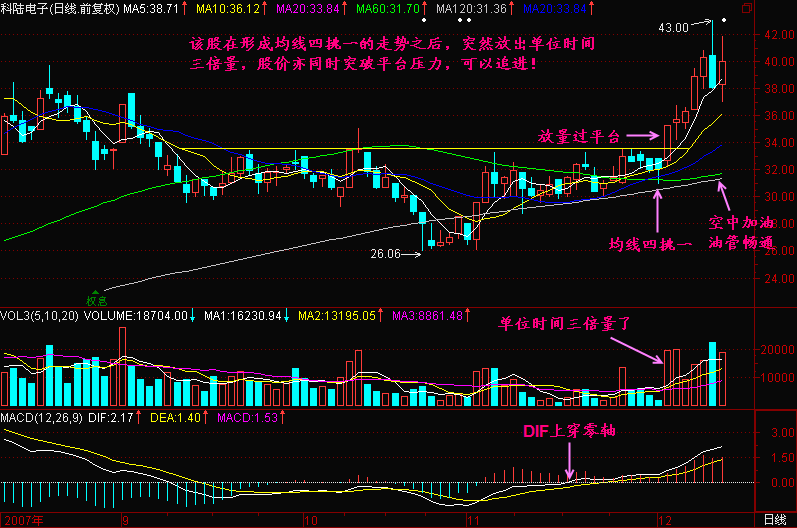 科陆电子(日线.前复权) MA5:38.71↑ MA10:36.12↑ MA20:33.84↑ MA60:31.70↑ MA120:31.36↑ MA20:33.84↑
43.00
42.00
该股在形成均线四挑一的走势之后，突然放出单位时间
三倍量，股价亦同时突破平台压力，可以追进！
40.00
38.00
36.00
放量过平台
34.00
32.00
30.00
空中加油
28.00
均线四挑一
油管畅通
26.06
26.00
24.00
权息
VOL3(5,10,20) VOLUME:18704.00↓ MA1:16230.94↓ MA2:13195.05↑ MA3:8861.48↑
单位时间三倍量了
20000
10000
MACD(12,26,9) DIF:2.17↑ DEA:1.40↑ MACD:1.53↑
DIF上穿零轴
3.00
2.00
1.00
0.00
2007年 9 10 11 12 日线